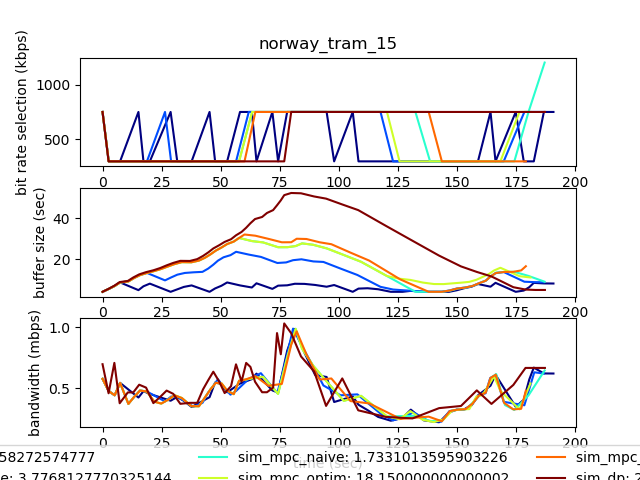 norway_tram_15
bit rate selection (kbps)
1000
500
0 25 50 75 100 125 150 175 200
buffer size (sec)
40
20
0 25 50 75 100 125 150 175 200
bandwidth (mbps)
1.0
0.5
0 25 50 75 100 125 150 175 200
time (sec)
58272574777 sim_mpc_naive: 1.7331013595903226 sim_mpc_
e: 3.7768127770325144 sim_mpc_optim: 18.150000000000002 sim_dp: 2